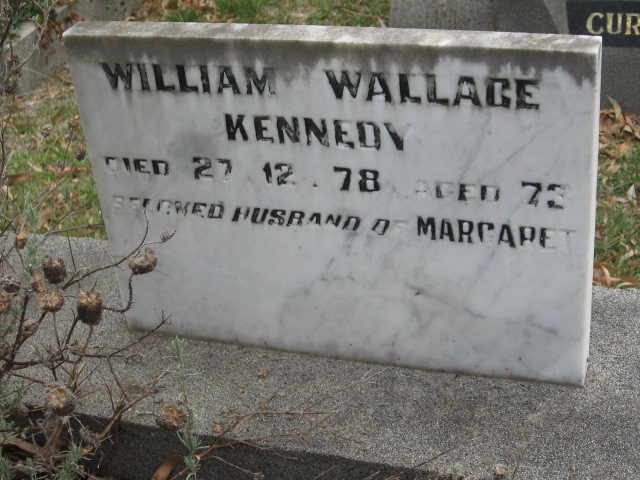 CUR
WILLIAM WALLACE
KENNEDY
DIED 27.12.78 AGED 73
BELOVED HUSBAND OF MARGARET